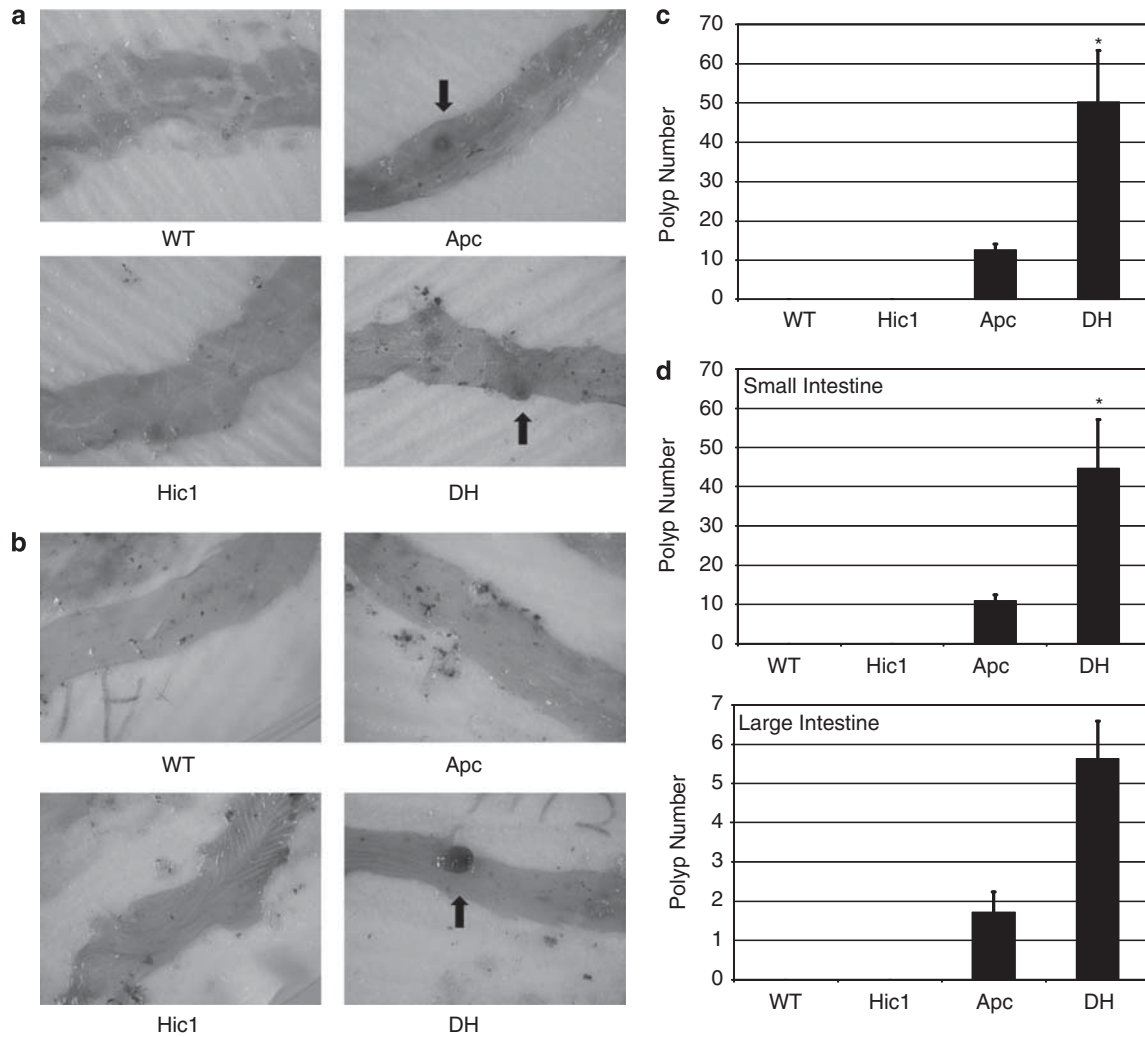 a
WT
Apc
Hic1
DH
b
WT
Apc
Hic1
DH
c
Polyp Number
70
60
50
40
30
20
10
0
*
WT Hic1 Apc DH
d
Small Intestine
Polyp Number
70
60
50
40
30
20
10
0
*
WT Hic1 Apc DH
Large Intestine
Polyp Number
7
6
5
4
3
2
1
0
WT Hic1 Apc DH